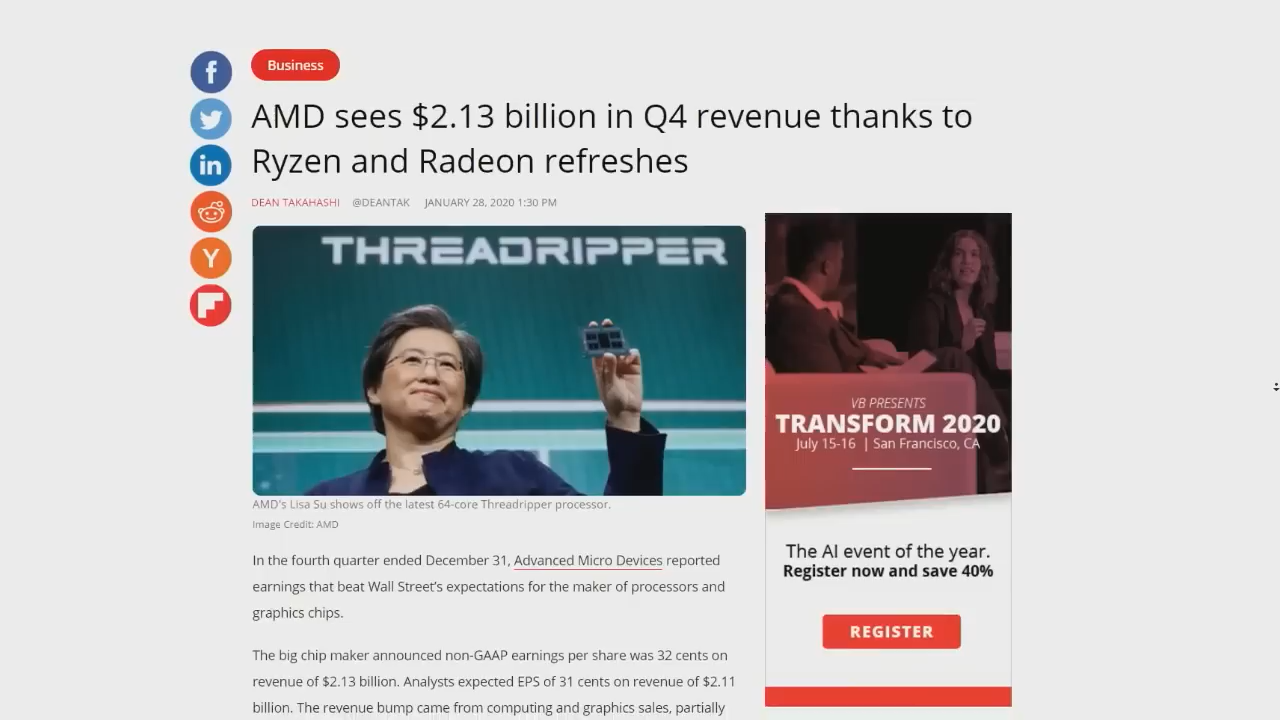 Business
AMD sees $2.13 billion in Q4 revenue thanks to
Ryzen and Radeon refreshes
DEAN TAKAHASHI @DEANTAK JANUARY 28, 2020 1:30 PM
THREADRIPPER
AMD's Lisa Su shows off the latest 64-core Threadripper processor.
Image Credit: AMD
In the fourth quarter ended December 31, Advanced Micro Devices reported
earnings that beat Wall Street's expectations for the maker of processors and
graphics chips.
The big chip maker announced non-GAAP earnings per share was 32 cents on
revenue of $2.13 billion. Analysts expected EPS of 31 cents on revenue of $2.11
billion. The revenue bump came from computing and graphics sales, partially
VB PRESENTS
TRANSFORM 2020
July 15-16 | San Francisco, CA
The AI event of the year.
Register now and save 40%
REGISTER